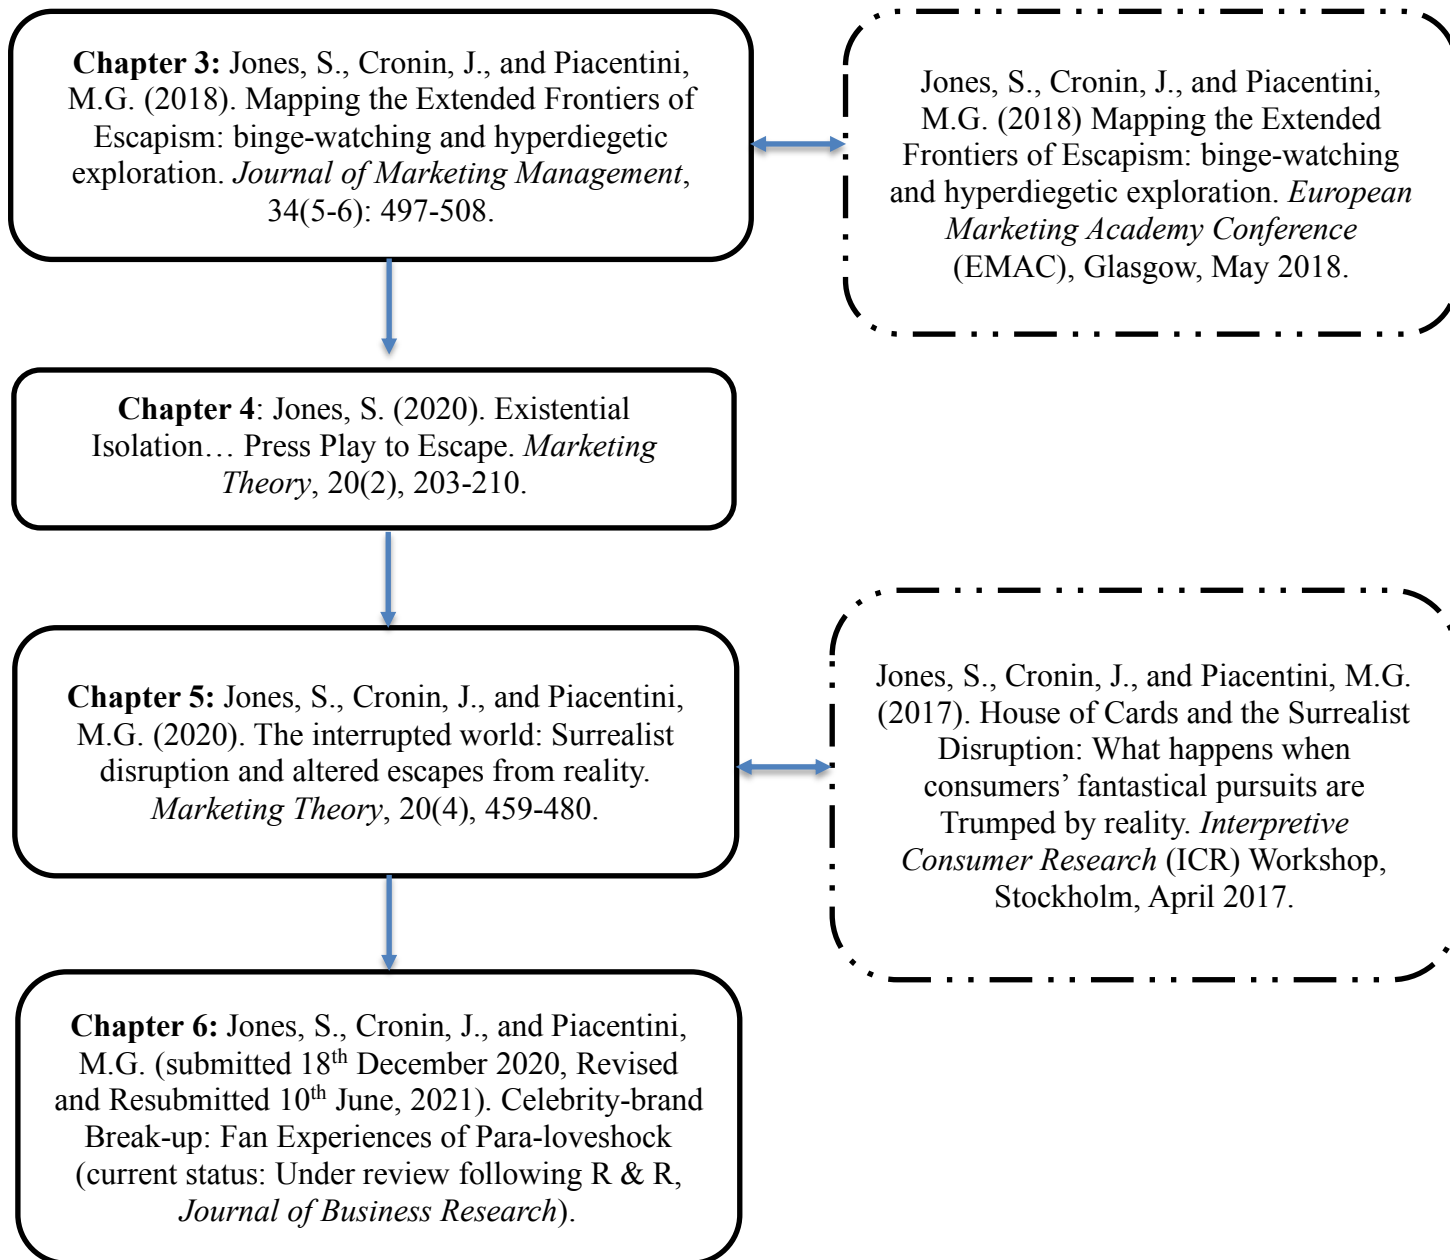 Chapter 3: Jones, S., Cronin, J., and Piacentini,
M.G. (2018). Mapping the Extended Frontiers of
Escapism: binge-watching and hyperdiegetic
exploration. Journal of Marketing Management,
34(5-6): 497-508.
Jones, S., Cronin, J., and Piacentini,
M.G. (2018) Mapping the Extended
Frontiers of Escapism: binge-watching
and hyperdiegetic exploration. European
Marketing Academy Conference
(EMAC), Glasgow, May 2018.
Chapter 4: Jones, S. (2020). Existential
Isolation… Press Play to Escape. Marketing
Theory, 20(2), 203-210.
Chapter 5: Jones, S., Cronin, J., and Piacentini,
M.G. (2020). The interrupted world: Surrealist
disruption and altered escapes from reality.
Marketing Theory, 20(4), 459-480.
Jones, S., Cronin, J., and Piacentini, M.G.
(2017). House of Cards and the Surrealist
Disruption: What happens when
consumers’ fantastical pursuits are
Trumped by reality. Interpretive
Consumer Research (ICR) Workshop,
Stockholm, April 2017.
Chapter 6: Jones, S., Cronin, J., and Piacentini,
M.G. (submitted 18th December 2020, Revised
and Resubmitted 10th June, 2021). Celebrity-brand
Break-up: Fan Experiences of Para-loveshock
(current status: Under review following R & R,
Journal of Business Research).